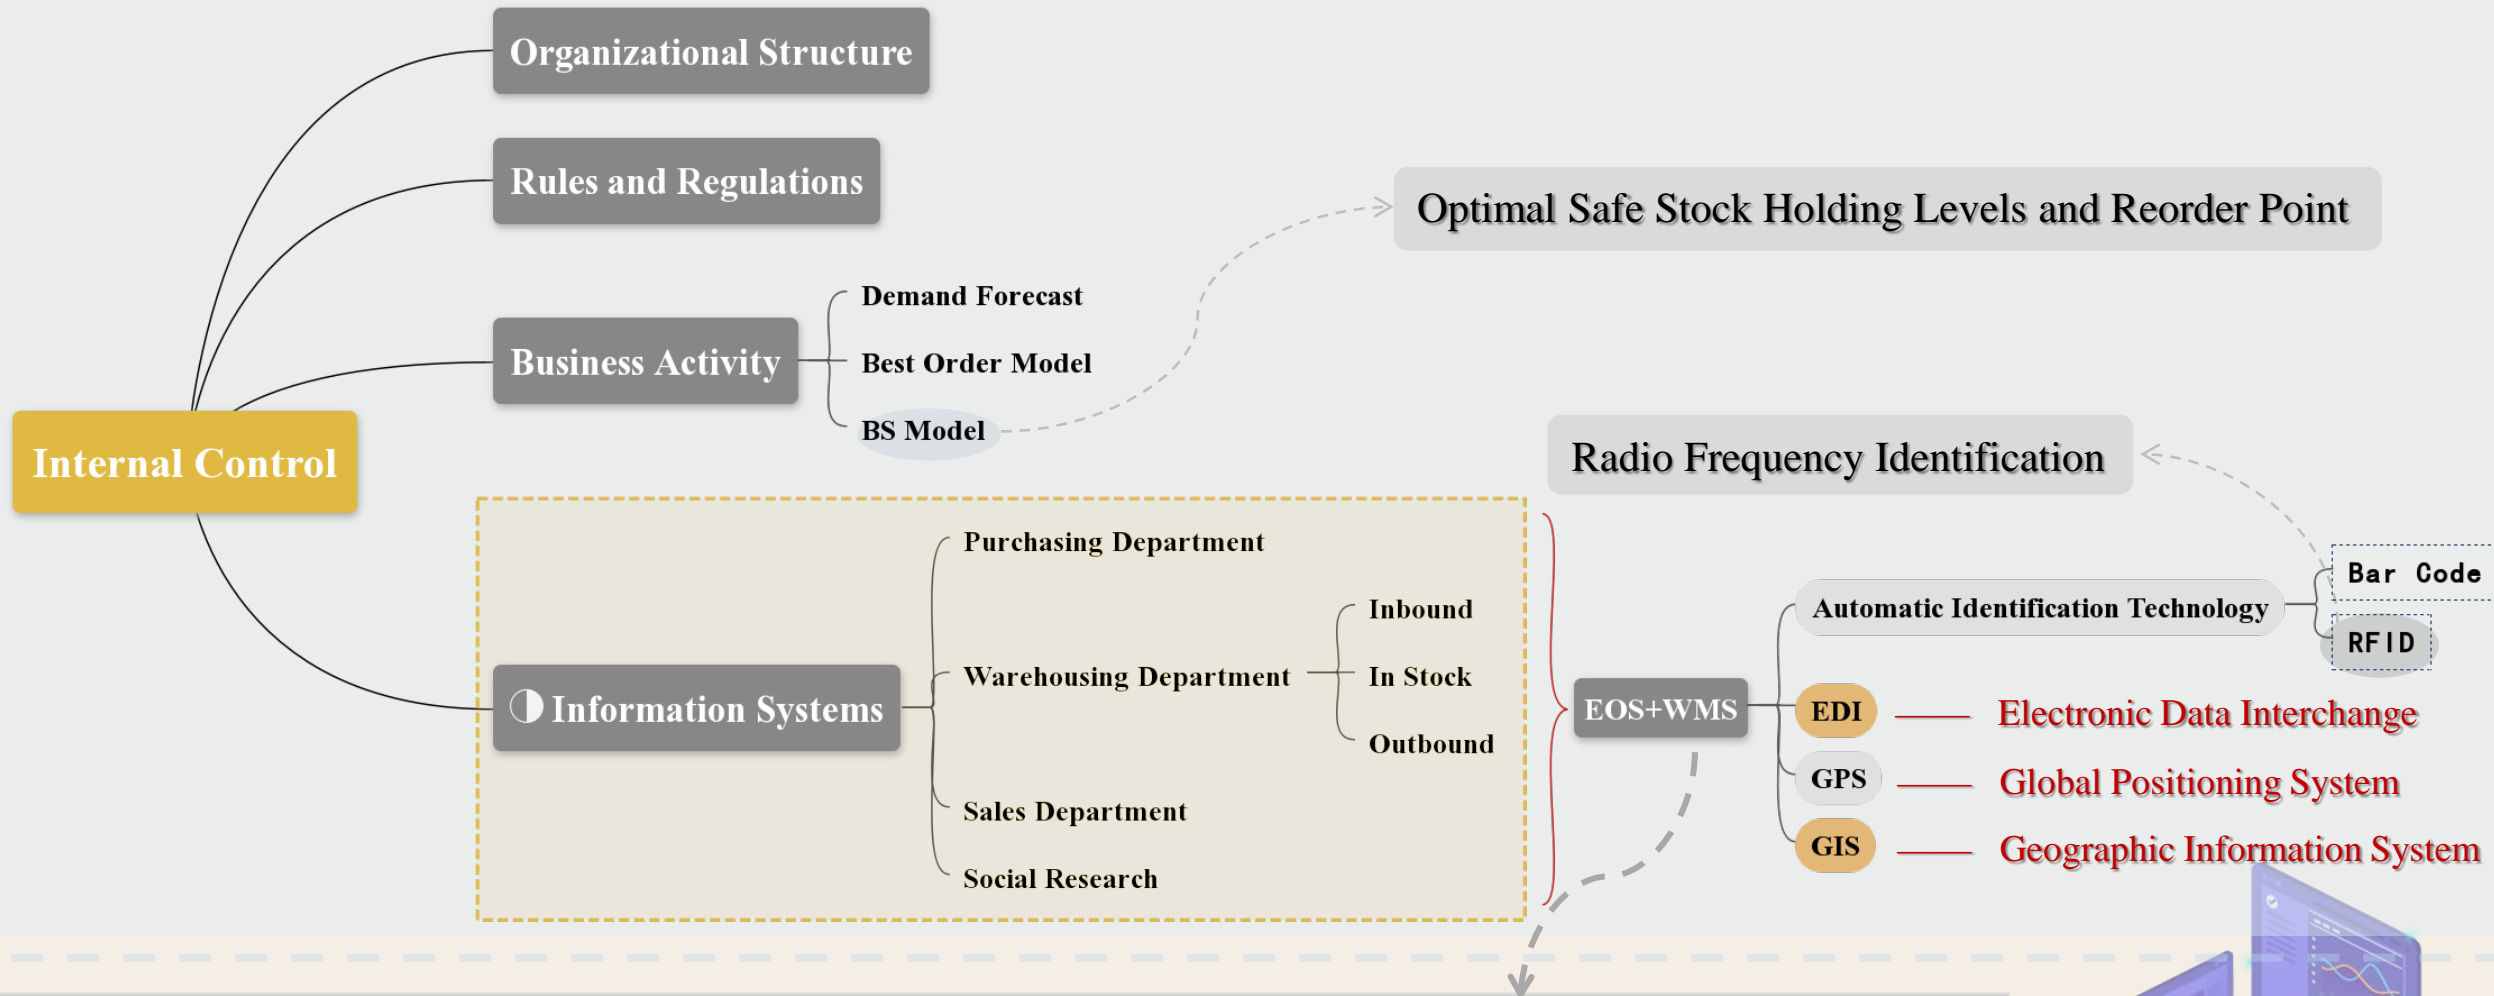 Organizational Structure
Rules and Regulations
Optimal Safe Stock Holding Levels and Reorder Point
Demand Forecast
Business Activity
Best Order Model
BS Model
Internal Control
Radio Frequency Identification
Purchasing Department
Inbound
Warehousing Department
In Stock
Information Systems
Outbound
Sales Department
Social Research
EOS+WMS
Bar Code
Automatic Identification Technology
RFID
EDI
Electronic Data Interchange
GPS
Global Positioning System
GIS
Geographic Information System